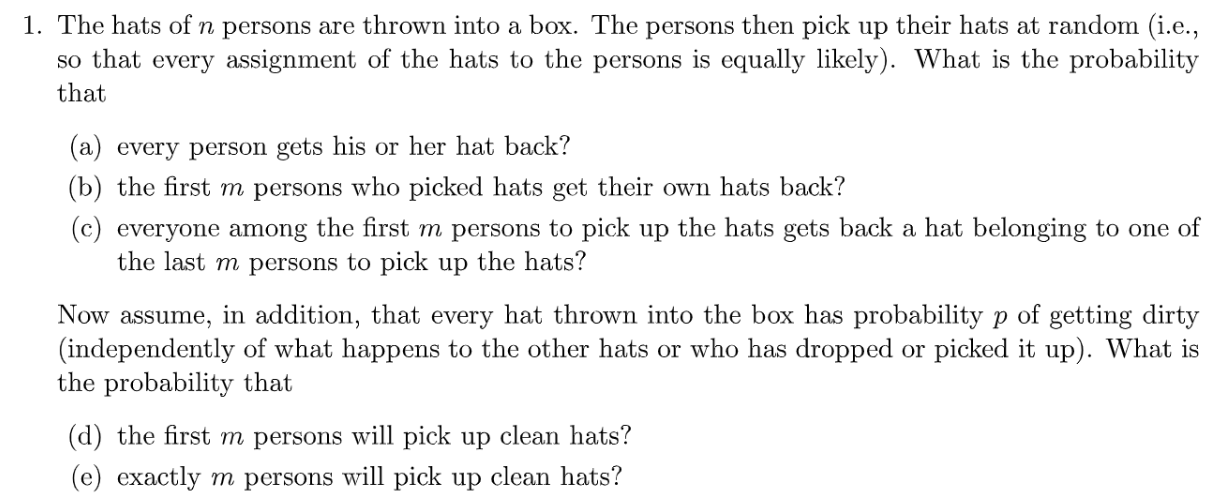 1. The hats of n persons are thrown into a box. The persons then pick up their hats at random (i.e.,
so that every assignment of the hats to the persons is equally likely). What is the probability
that
(a) every person gets his or her hat back?
(b) the first m persons who picked hats get their own hats back?
(c) everyone among the first m persons to pick up the hats gets back a hat belonging to one of
the last m persons to pick up the hats?
Now assume, in addition, that every hat thrown into the box has probability p of getting dirty
(independently of what happens to the other hats or who has dropped or picked it up). What is
the probability that
(d) the first m persons will pick up clean hats?
(e) exactly m persons will pick up clean hats?